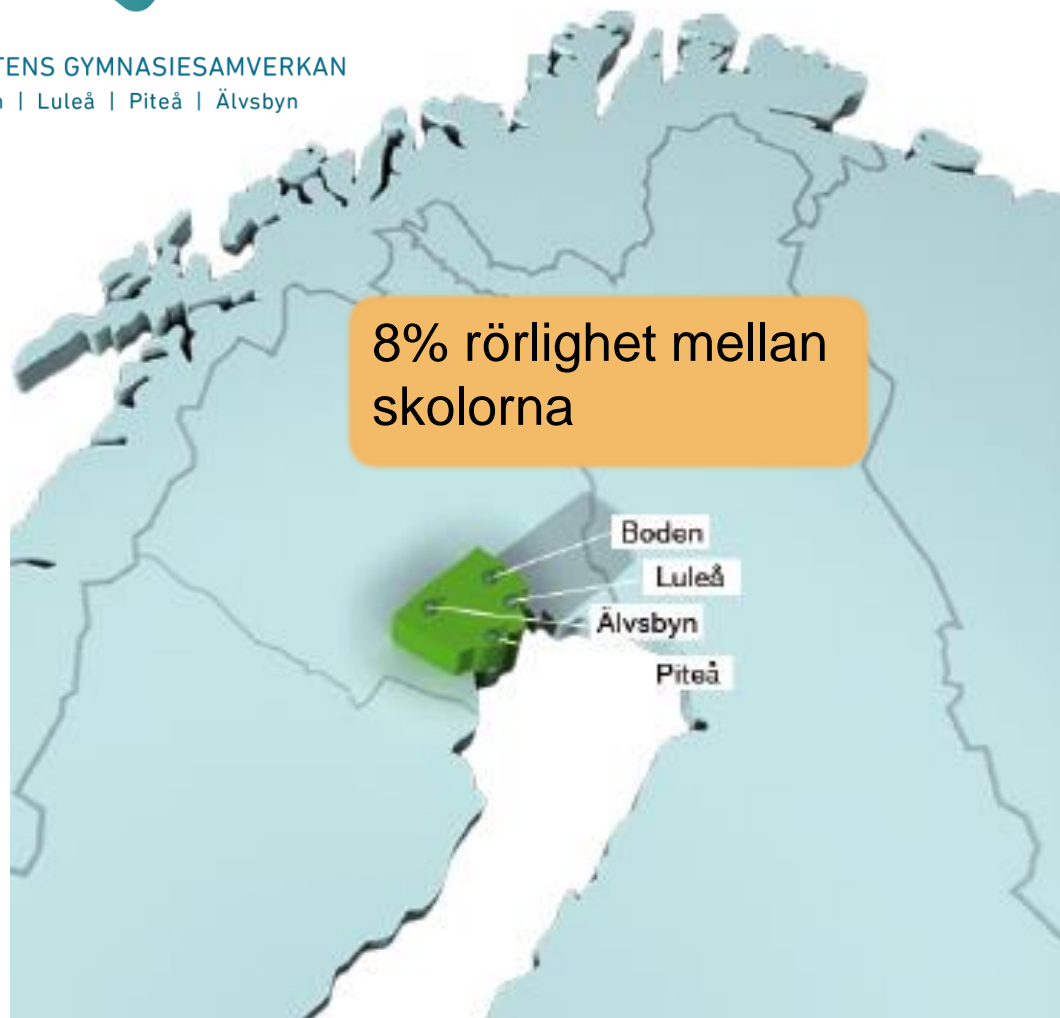 TENS GYMNASIESAMVERKAN
| Luleå | Piteå | Älvsbyn
8% rörlighet mellan
skolorna
Boden
Luleå
Älvsbyn
Piteå